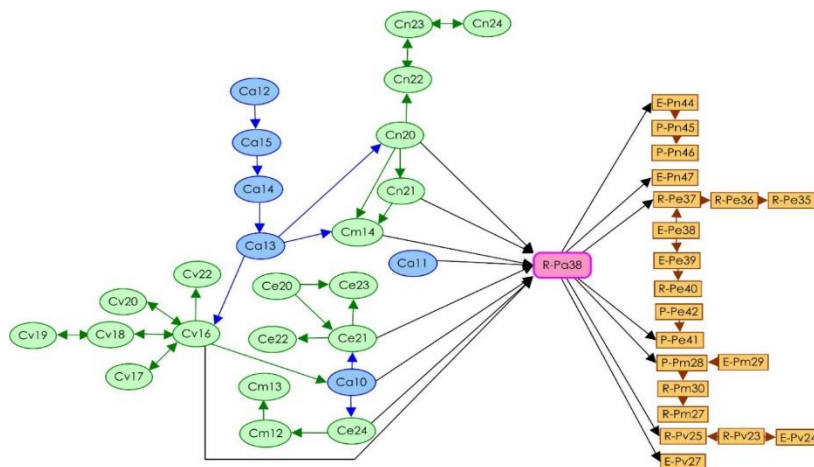 Cn23
Cn24
Cn22
Ca12
E-Pn44
P-Pn45
P-Pn46
Ca15
Cn20
Ca14
Cn21
E-Pn47
R-Pe37
R-Pe36
R-Pe35
Cm14
E-Pe38
Ca13
Ca11
R-Pa38
E-Pe39
Cv22
Ce20
Ce23
R-Pe40
Cv20
P-Pe42
Cv19
Cv18
Cv16
Ce22
Ce21
P-Pe41
P-Pm28
E-Pm29
Cv17
Cm13
Ca10
R-Pm30
R-Pm27
Cm12
Ce24
R-Pv25
R-Pv23
E-Pv24
E-Pv27